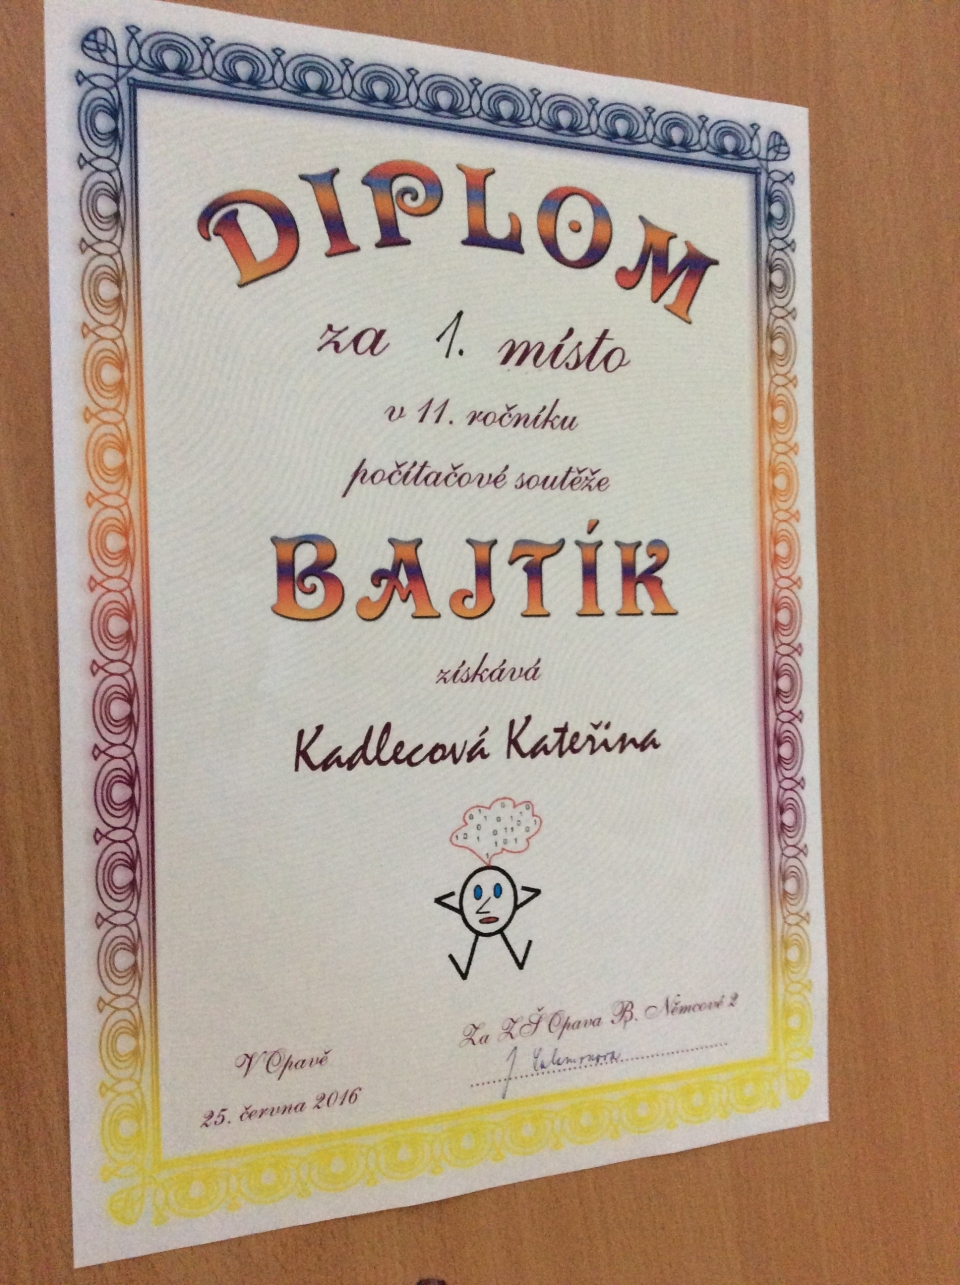 DIPLOM
za 1. místo
v 11. ročníku
počítačové soutěže
BAJTÍK
získává
Kadlecová Kateřina
V Opavě
25. června 2016
Za ZŠ Opava B. Němcové 2